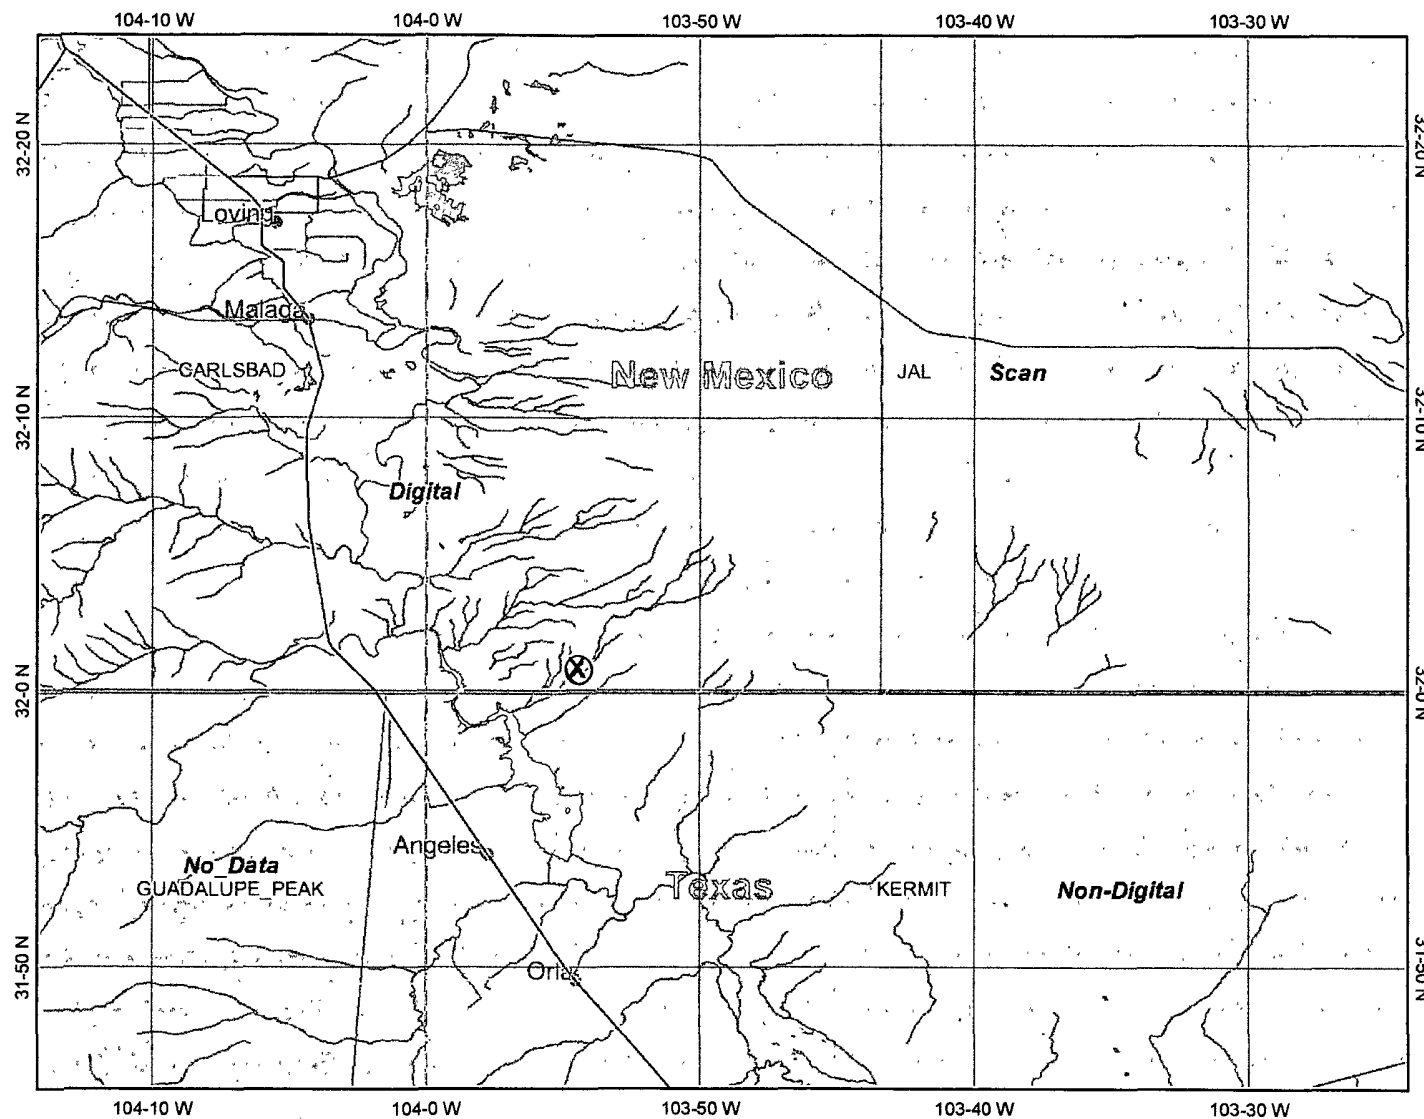 104-10 W 104-0 W 103-50 W 103-40 W 103-30 W
32-20 N 32-20 N
Loving
Malaga
CARLSBAD New Mexico JAL Scan
32-10 N 32-10 N
Digital
X
32-0 N 32-0 N
Angeles
No_Data
GUADALUPE_PEAK Texas KERMIT Non-Digital
31-50 N 31-50 N
Orla
104-10 W 104-0 W 103-50 W 103-40 W 103-30 W